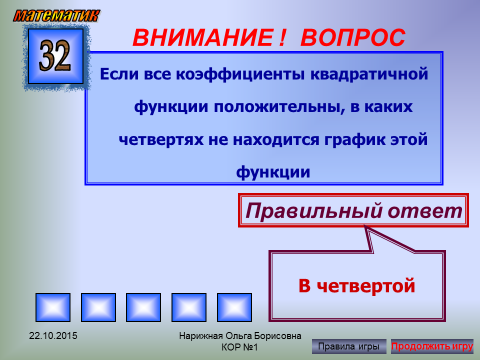 математик
32
ВНИМАНИЕ ! ВОПРОС
Если все коэффициенты квадратичной
функции положительны, в каких
четвертях не находится график этой
функции
Правильный ответ
В четвертой
22.10.2015
Нарижная Ольга Борисовна
КОР №1
Правила игры
Продолжить игру